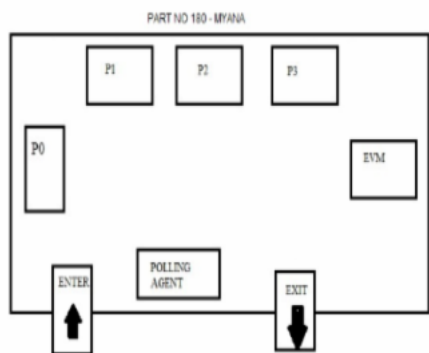 PART NO 180 - MYANA
P1
P2
P3
P0
EVM
POLLING
AGENT
ENTER
EXIT